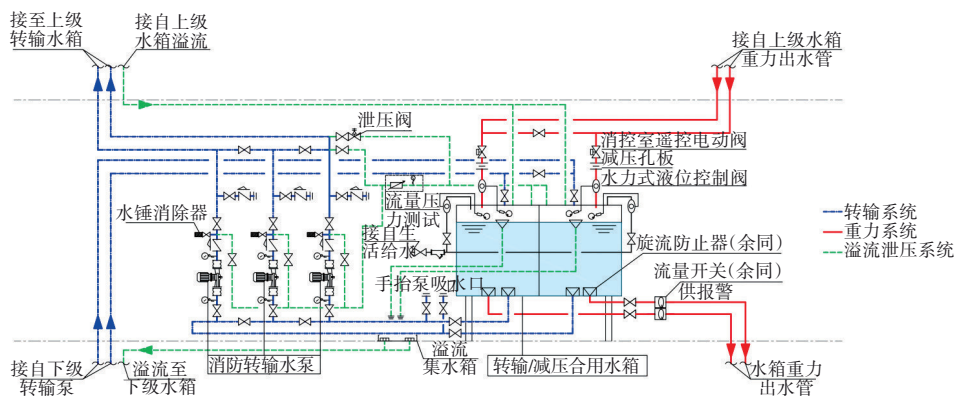 接至上级
转输水箱
接自上级
水箱溢流
接自上级水箱
重力出水管
泄压阀
消控室遥控电动阀
减压孔板
水力式液位控制阀
流量压
力测试
水锤消除器
接自生
活给水
转输系统
重力系统
溢流泄压系统
旋流防止器(余同)
流量开关(余同)
供报警
手抬泵吸水口
溢流
集水箱
消防转输水泵
转输/减压合用水箱
接自下级
转输泵
溢流至
下级水箱
水箱重力
出水管